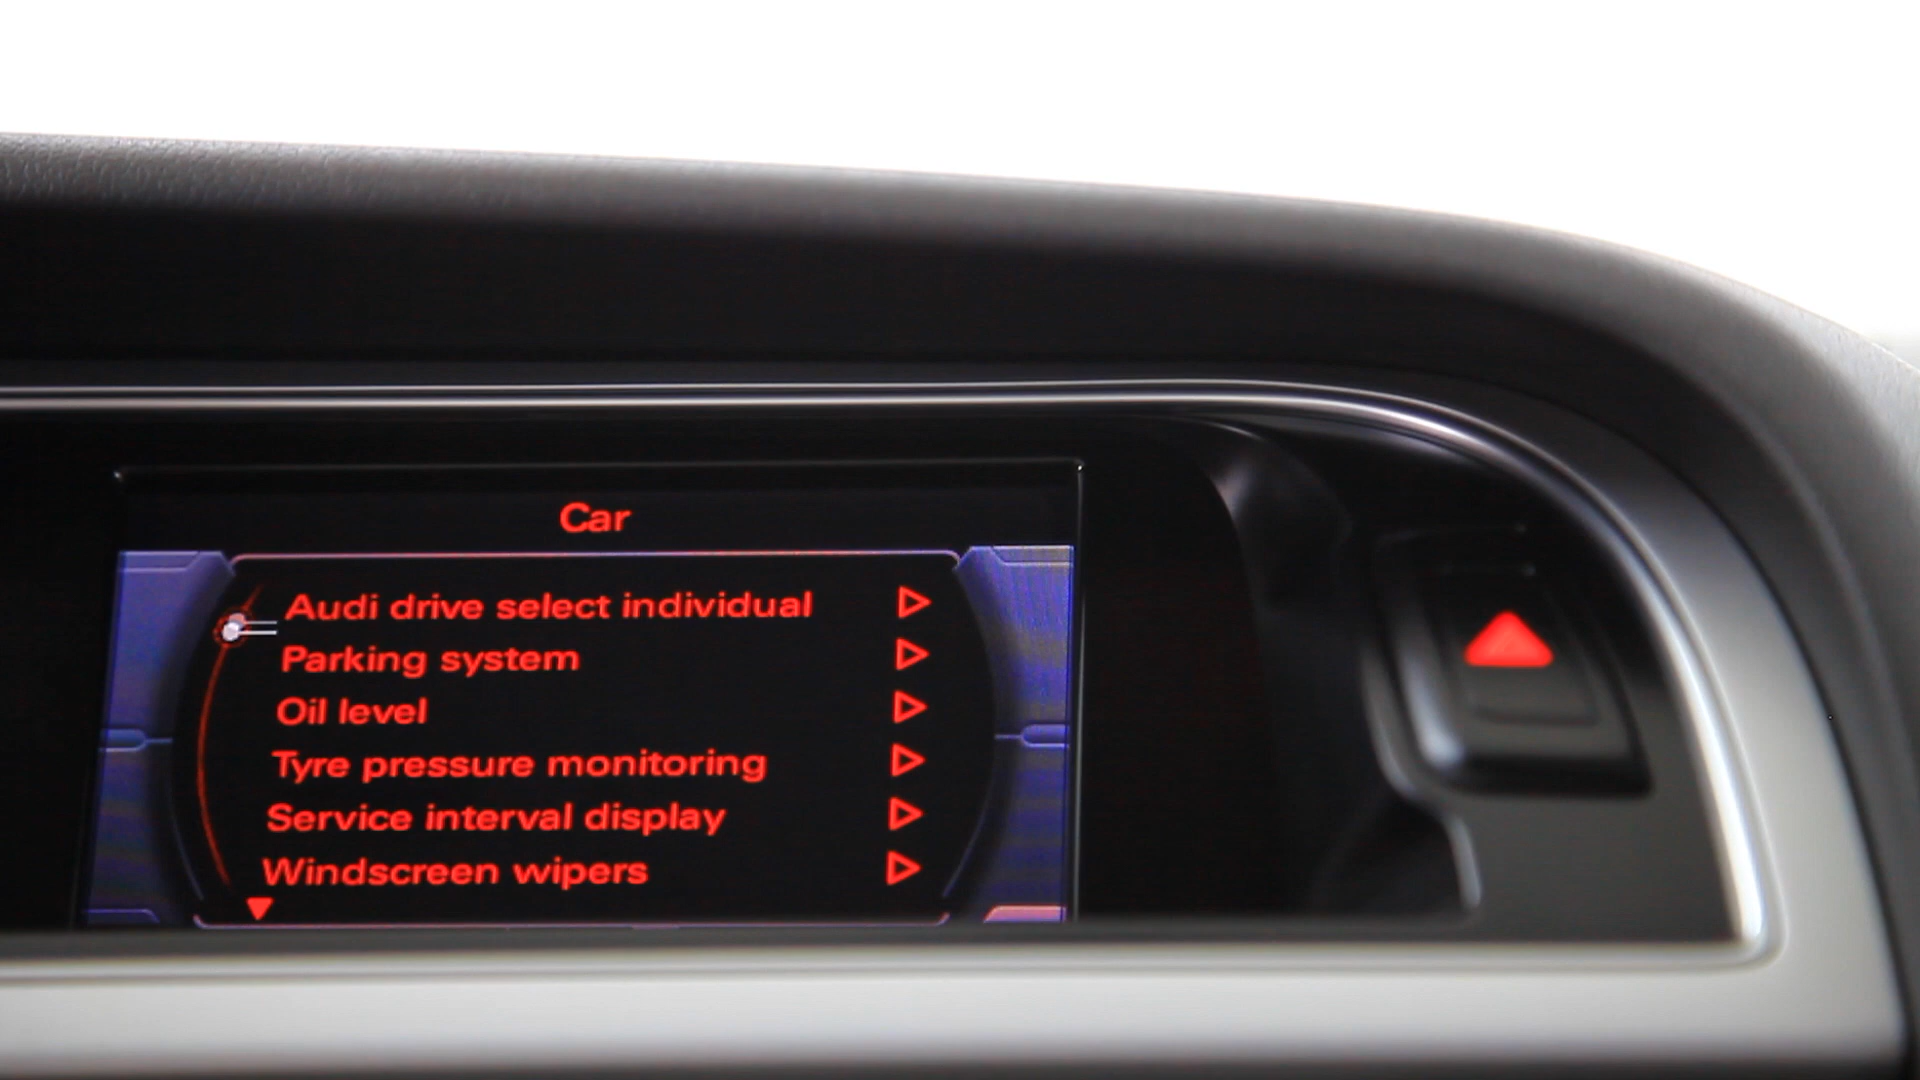 Car
Audi drive select individual
Parking system
Oil level
Tyre pressure monitoring
Service interval display
Windscreen wipers